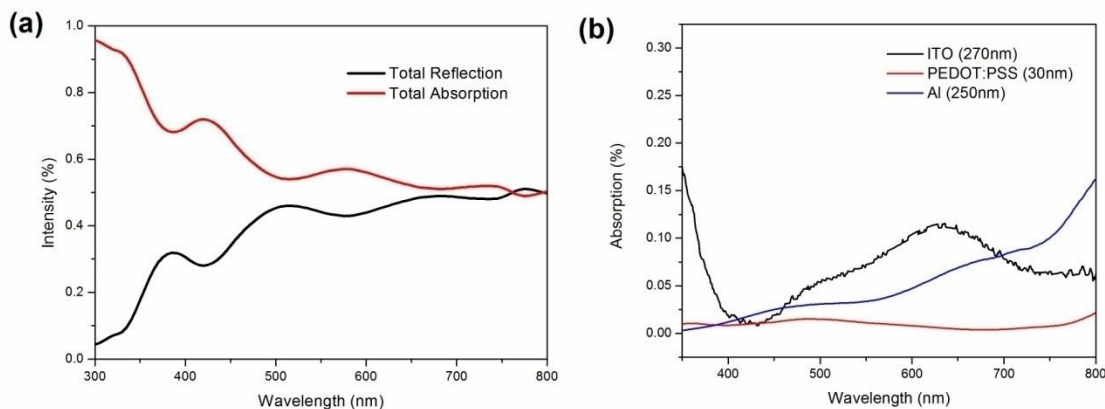 (a)
1.0
0.8
0.6
0.4
0.2
0.0
Intensity (%)
Total Reflection
Total Absorption
300 400 500 600 700 800
Wavelength (nm)
(b)
0.30
0.25
0.20
0.15
0.10
0.05
0.00
Absorption (%)
ITO (270nm)
PEDOT:PSS (30nm)
Al (250nm)
400 500 600 700 800
Wavelength (nm)